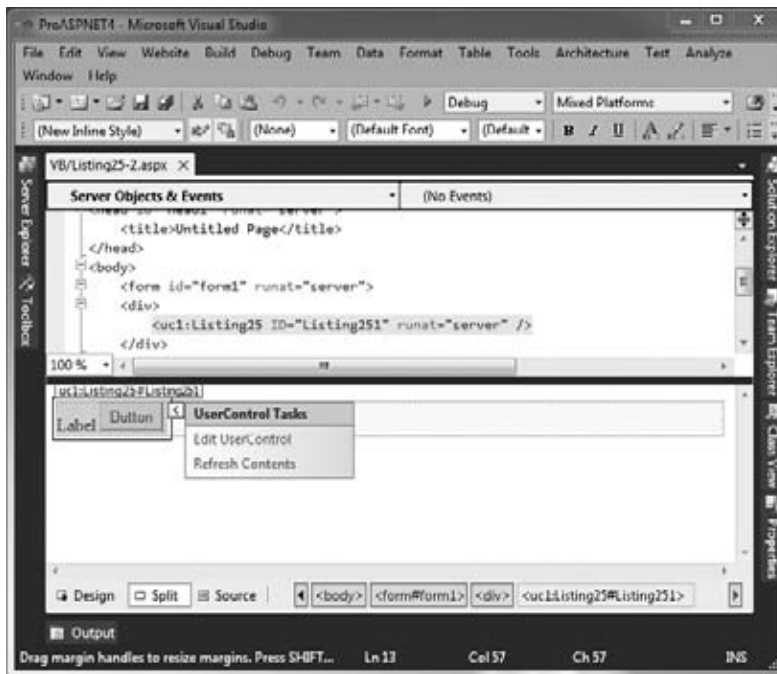 ProASPNET4 - Microsoft Visual Studio
File Edit View Website Build Debug Team Data Format Table Tools Architecture Test Analyze
Window Help
Debug Mixed Platforms
(New Inline Style) (None) (Default Font) (Default B I U A
VB/Listing25-2.aspx X
Server Objects & Events (No Events)
<head id="head1" runat="server">
<title>Untitled Page</title>
</head>
<body>
<form id="form1" runat="server">
<div>
<uc1:Listing25 ID="Listing251" runat="server" />
</div>
100 %
uc1:Listing25#Listing251
Label Button < UserControl Tasks
Edit UserControl
Refresh Contents
Design Split Source <body> <form#form1> <div> <uc1:Listing25#Listing251>
Output
Drag margin handles to resize margins. Press SHIFT... Ln 13 Col 57 Ch 57 INS
Server Explorer
Toolbox
Solution Explorer
Team Explorer
Class View
Properties